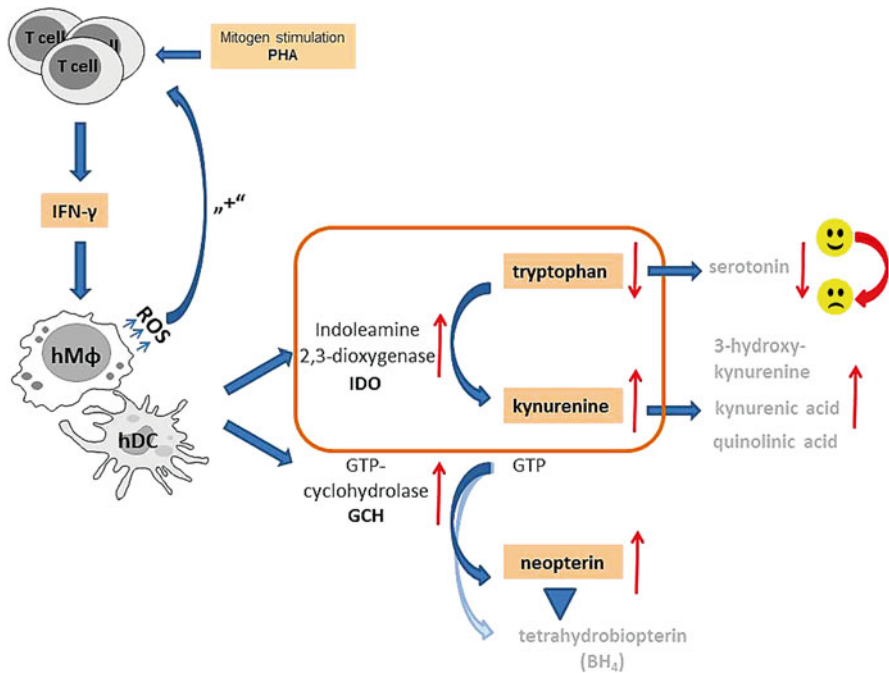 T cell
cell
T cell
Mitogen stimulation
PHA
IFN-γ
„+“
ROS
hMϕ
hDC
Indoleamine
2,3-dioxygenase
IDO
tryptophan
kynurenine
serotonin
3-hydroxy-
kynurenine
kynurenic acid
quinolinic acid
GTP-
cyclohydrolase
GCH
GTP
neopterin
tetrahydrobiopterin
(BH₄)